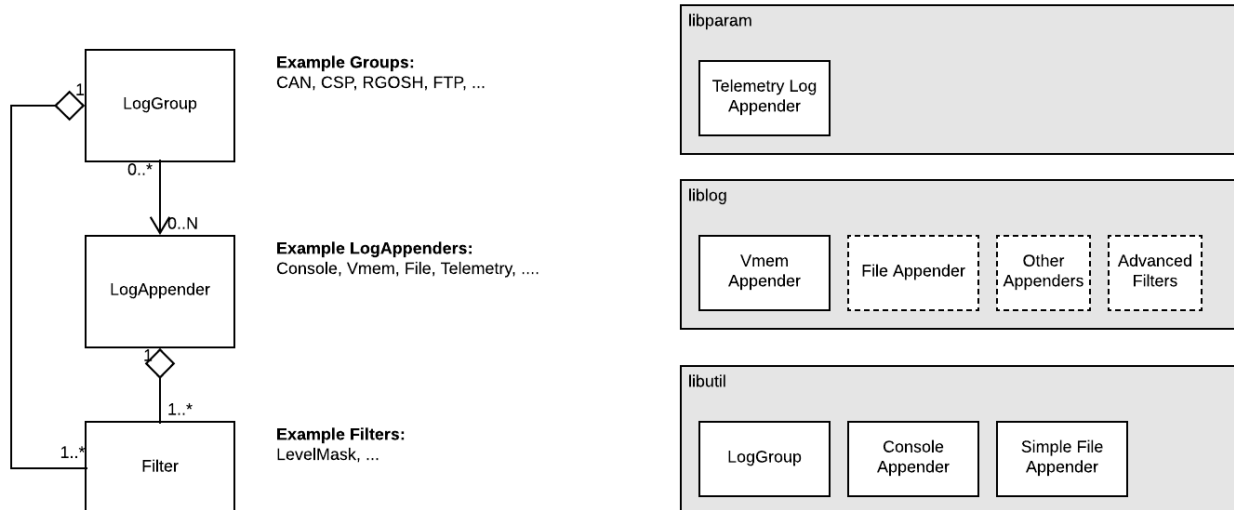 1
LogGroup
0..*
Example Groups:
CAN, CSP, RGOSH, FTP, ...
0..N
LogAppender
1
Example LogAppenders:
Console, Vmem, File, Telemetry, ....
1..*
1..*
Filter
Example Filters:
LevelMask, ...
libparam
Telemetry Log
Appender
liblog
Vmem
Appender
File Appender
Other
Appenders
Advanced
Filters
libutil
LogGroup
Console
Appender
Simple File
Appender